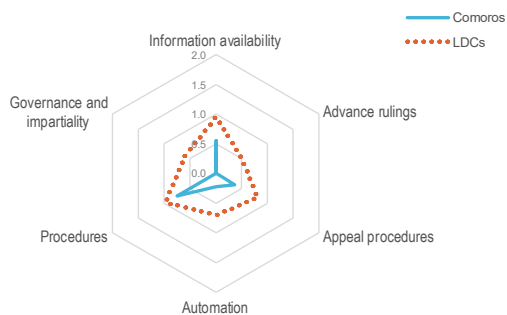 Comoros
LDCs
Information availability
2.0
1.5
1.0
0.5
0.0
Governance and
impartiality
Advance rulings
Procedures
Appeal procedures
Automation